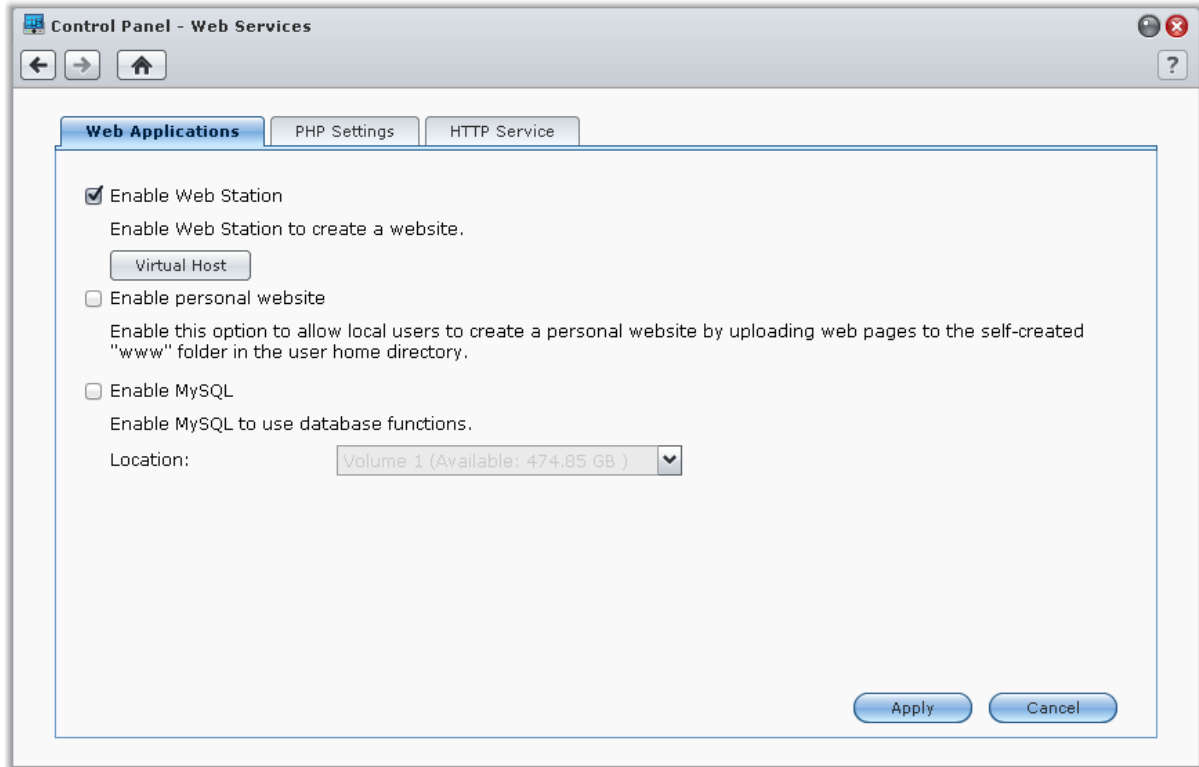 Control Panel - Web Services
?
Web Applications PHP Settings HTTP Service
Enable Web Station
Enable Web Station to create a website.
Virtual Host
Enable personal website
Enable this option to allow local users to create a personal website by uploading web pages to the self-created
"www" folder in the user home directory.
Enable MySQL
Enable MySQL to use database functions.
Location: Volume 1 (Available: 474.85 GB )
Apply Cancel